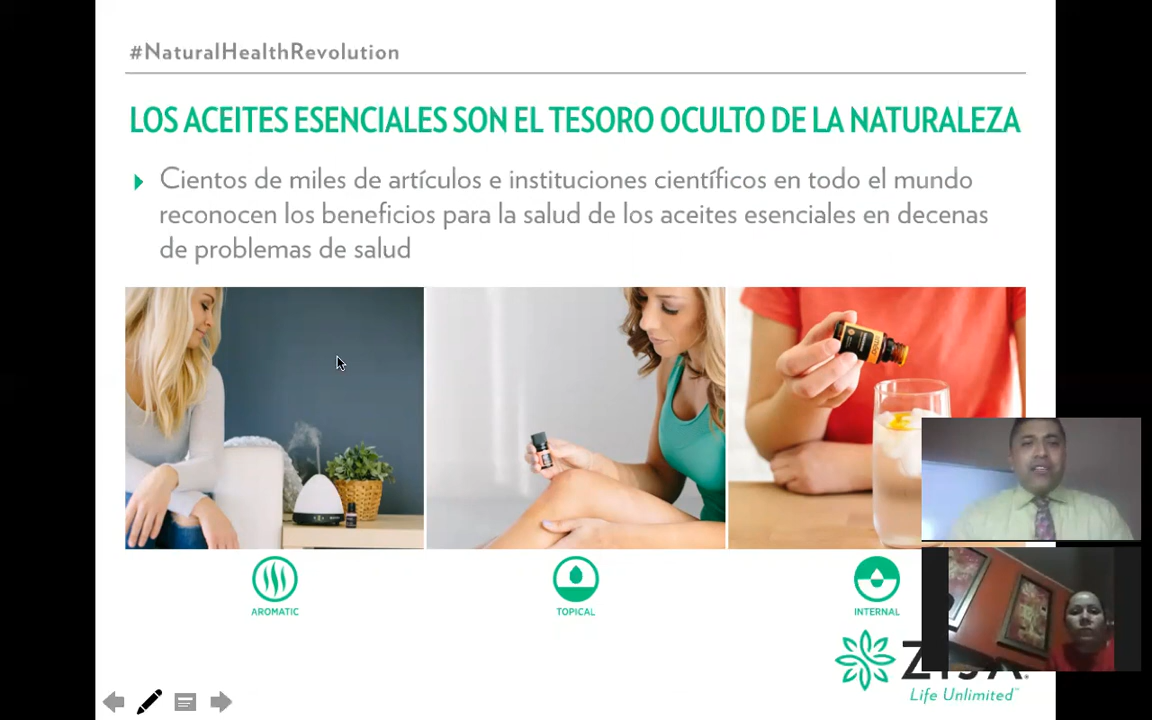 #NaturalHealthRevolution
LOS ACEITES ESENCIALES SON EL TESORO OCULTO DE LA NATURALEZA
Cientos de miles de artículos e instituciones científicos en todo el mundo
reconocen los beneficios para la salud de los aceites esenciales en decenas
de problemas de salud
AROMATIC
TOPICAL
INTERNAL
Life Unlimited™